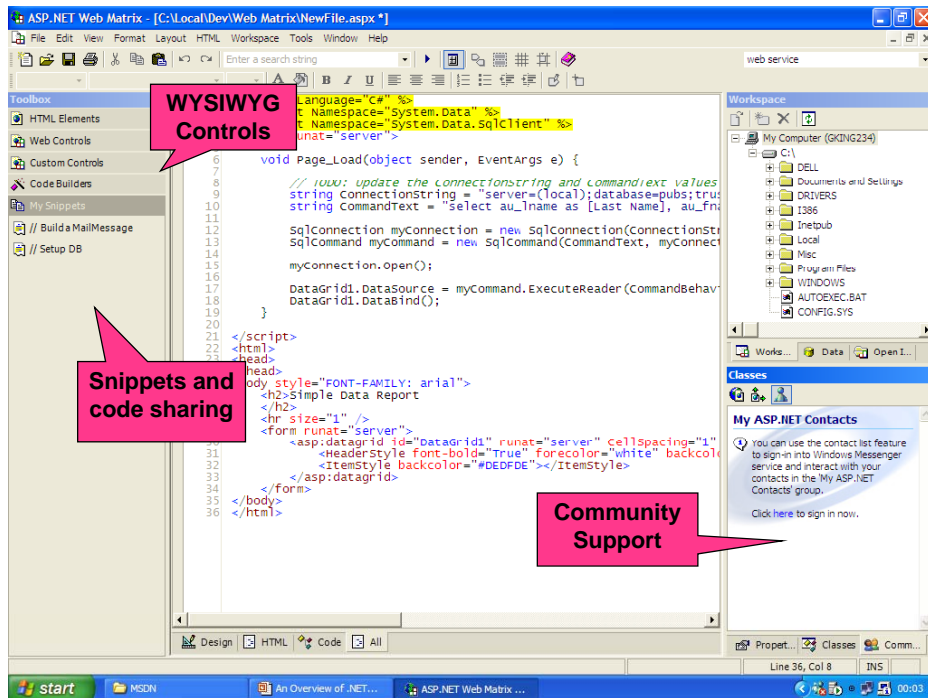 ASP.NET Web Matrix - [C:\Local\Dev\Web Matrix\NewFile.aspx *]
File Edit View Format Layout HTML Workspace Tools Window Help
Enter a search string
web service
A B I U
Toolbox
HTML Elements
Web Controls
Custom Controls
Code Builders
My Snippets
// Build a MailMessage
// Setup DB
WYSIWYG
Controls
Snippets and
code sharing
Community
Support
Language="C#" %>
t Namespace="System.Data" %>
t Namespace="System.Data.SqlClient" %>
runat="server">
6 void Page_Load(object sender, EventArgs e) {
7
8 // TODO: Update the ConnectionString and CommandText values
9 string ConnectionString = "server=(local);database=pubs;trus
10 string CommandText = "select au_lname as [Last Name], au_fna
11
12 SqlConnection myConnection = new SqlConnection(ConnectionStr
13 SqlCommand myCommand = new SqlCommand(CommandText, myConnect
14
15 myConnection.Open();
16
17 DataGrid1.DataSource = myCommand.ExecuteReader(CommandBehav
18 DataGrid1.DataBind();
19 }
20
21 </script>
22 <html>
23 <head>
head>
ody style="FONT-FAMILY: arial">
<h2>Simple Data Report
</h2>
<hr size="1" />
<form runat="server">
<asp:datagrid id="DataGrid1" runat="server" CellSpacing="1"
31 <HeaderStyle font-bold="True" forecolor="white" backcolo
32 <ItemStyle backcolor="#DEDFDE"></ItemStyle>
33 </asp:datagrid>
34 </form>
35 </body>
36 </html>
Design HTML Code All
Workspace
My Computer (GKING234)
C:\
DELL
Documents and Settings
DRIVERS
I386
Inetpub
Local
Misc
Program Files
WINDOWS
AUTOEXEC.BAT
CONFIG.SYS
Works... Data Open I...
Classes
My ASP.NET Contacts
You can use the contact list feature
to sign-in into Windows Messenger
service and interact with your
contacts in the 'My ASP.NET
Contacts' group.
Click here to sign in now.
Propert... Classes Comm...
Line 36, Col 8 INS
start MSDN An Overview of .NET... ASP.NET Web Matrix ... 00:03